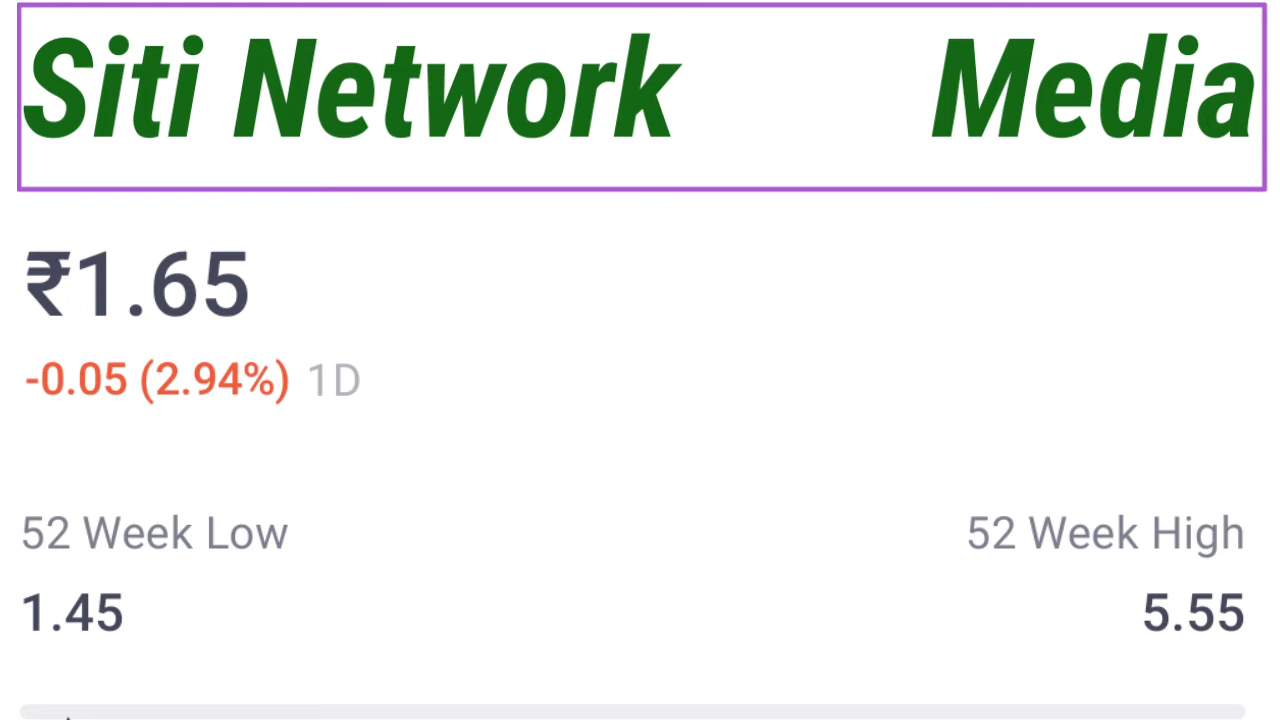 Siti Network Media
₹1.65
-0.05 (2.94%) 1D
52 Week Low 52 Week High
1.45 5.55